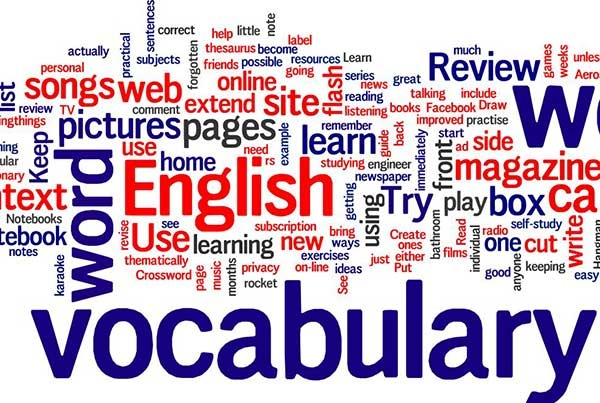 correct
help little
note
sentences
practical
actually
subjects
forgotten
thesaurus become
label
friends possible
resources Learn
going
much
games
weeks
unles
Aero
personal
songs web
online
extend site
flash
series
news
reading
listening
great
Review
talking include
books Facebook Draw
improved practise
list
review TV
comment
ingthings
pictures pages
example
learn
remember
guide
back
immediately
start
ad side
front
Keep
word
use
home
need
rs
studying engineer
newspaper
magazine
English
getting
using
Try
play box
ca
ntext
Notebooks
tebook
notes
revise
Use
see
learning
subscription
new
bring
ways
exercises
on-line ideas
See
Create
ones
either
just
Put
bathroom
films
Read
radio
individual
one cut
self-study
write
Hangman
good
anyone
keeping
easy
karaoke
thematically
Crossword
page
music
months
privacy
rocket
vocabulary